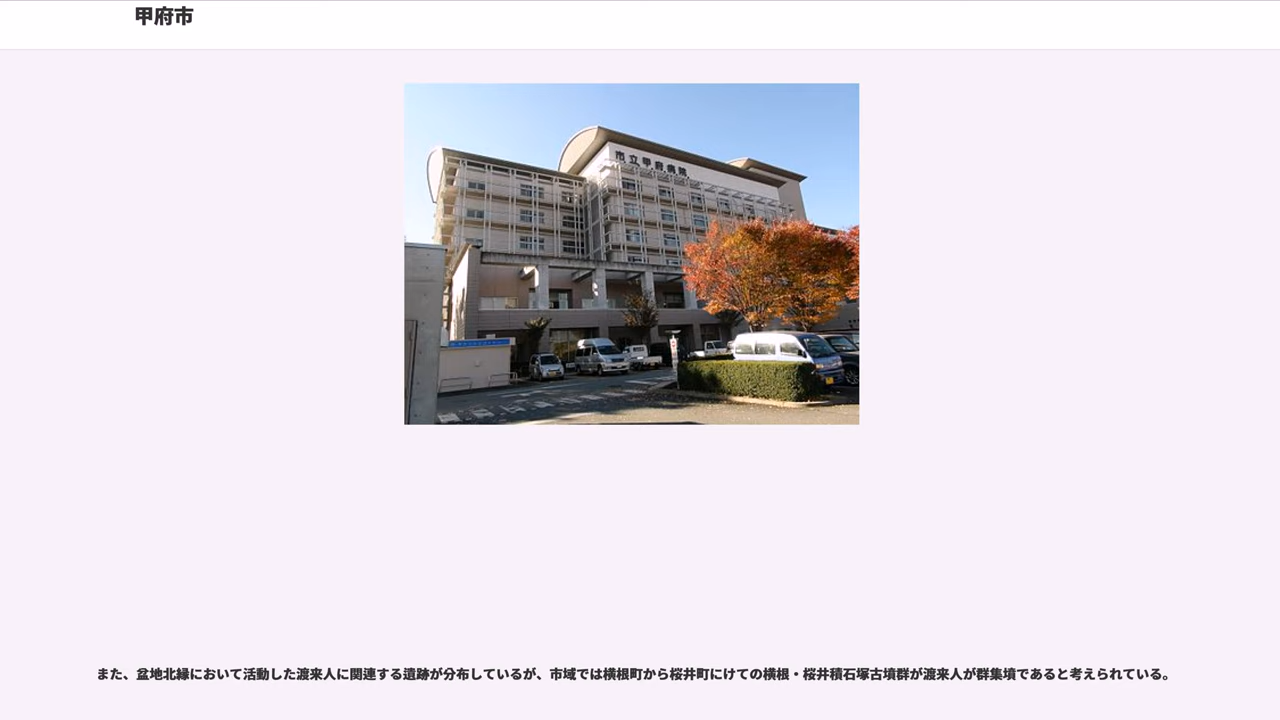 甲府市
市立甲府病院
また、盆地北縁において活動した渡来人に関連する遺跡が分布しているが、市域では横根町から桜井町にけての横根・桜井積石塚古墳群が渡来人が群集墳であると考えられている。